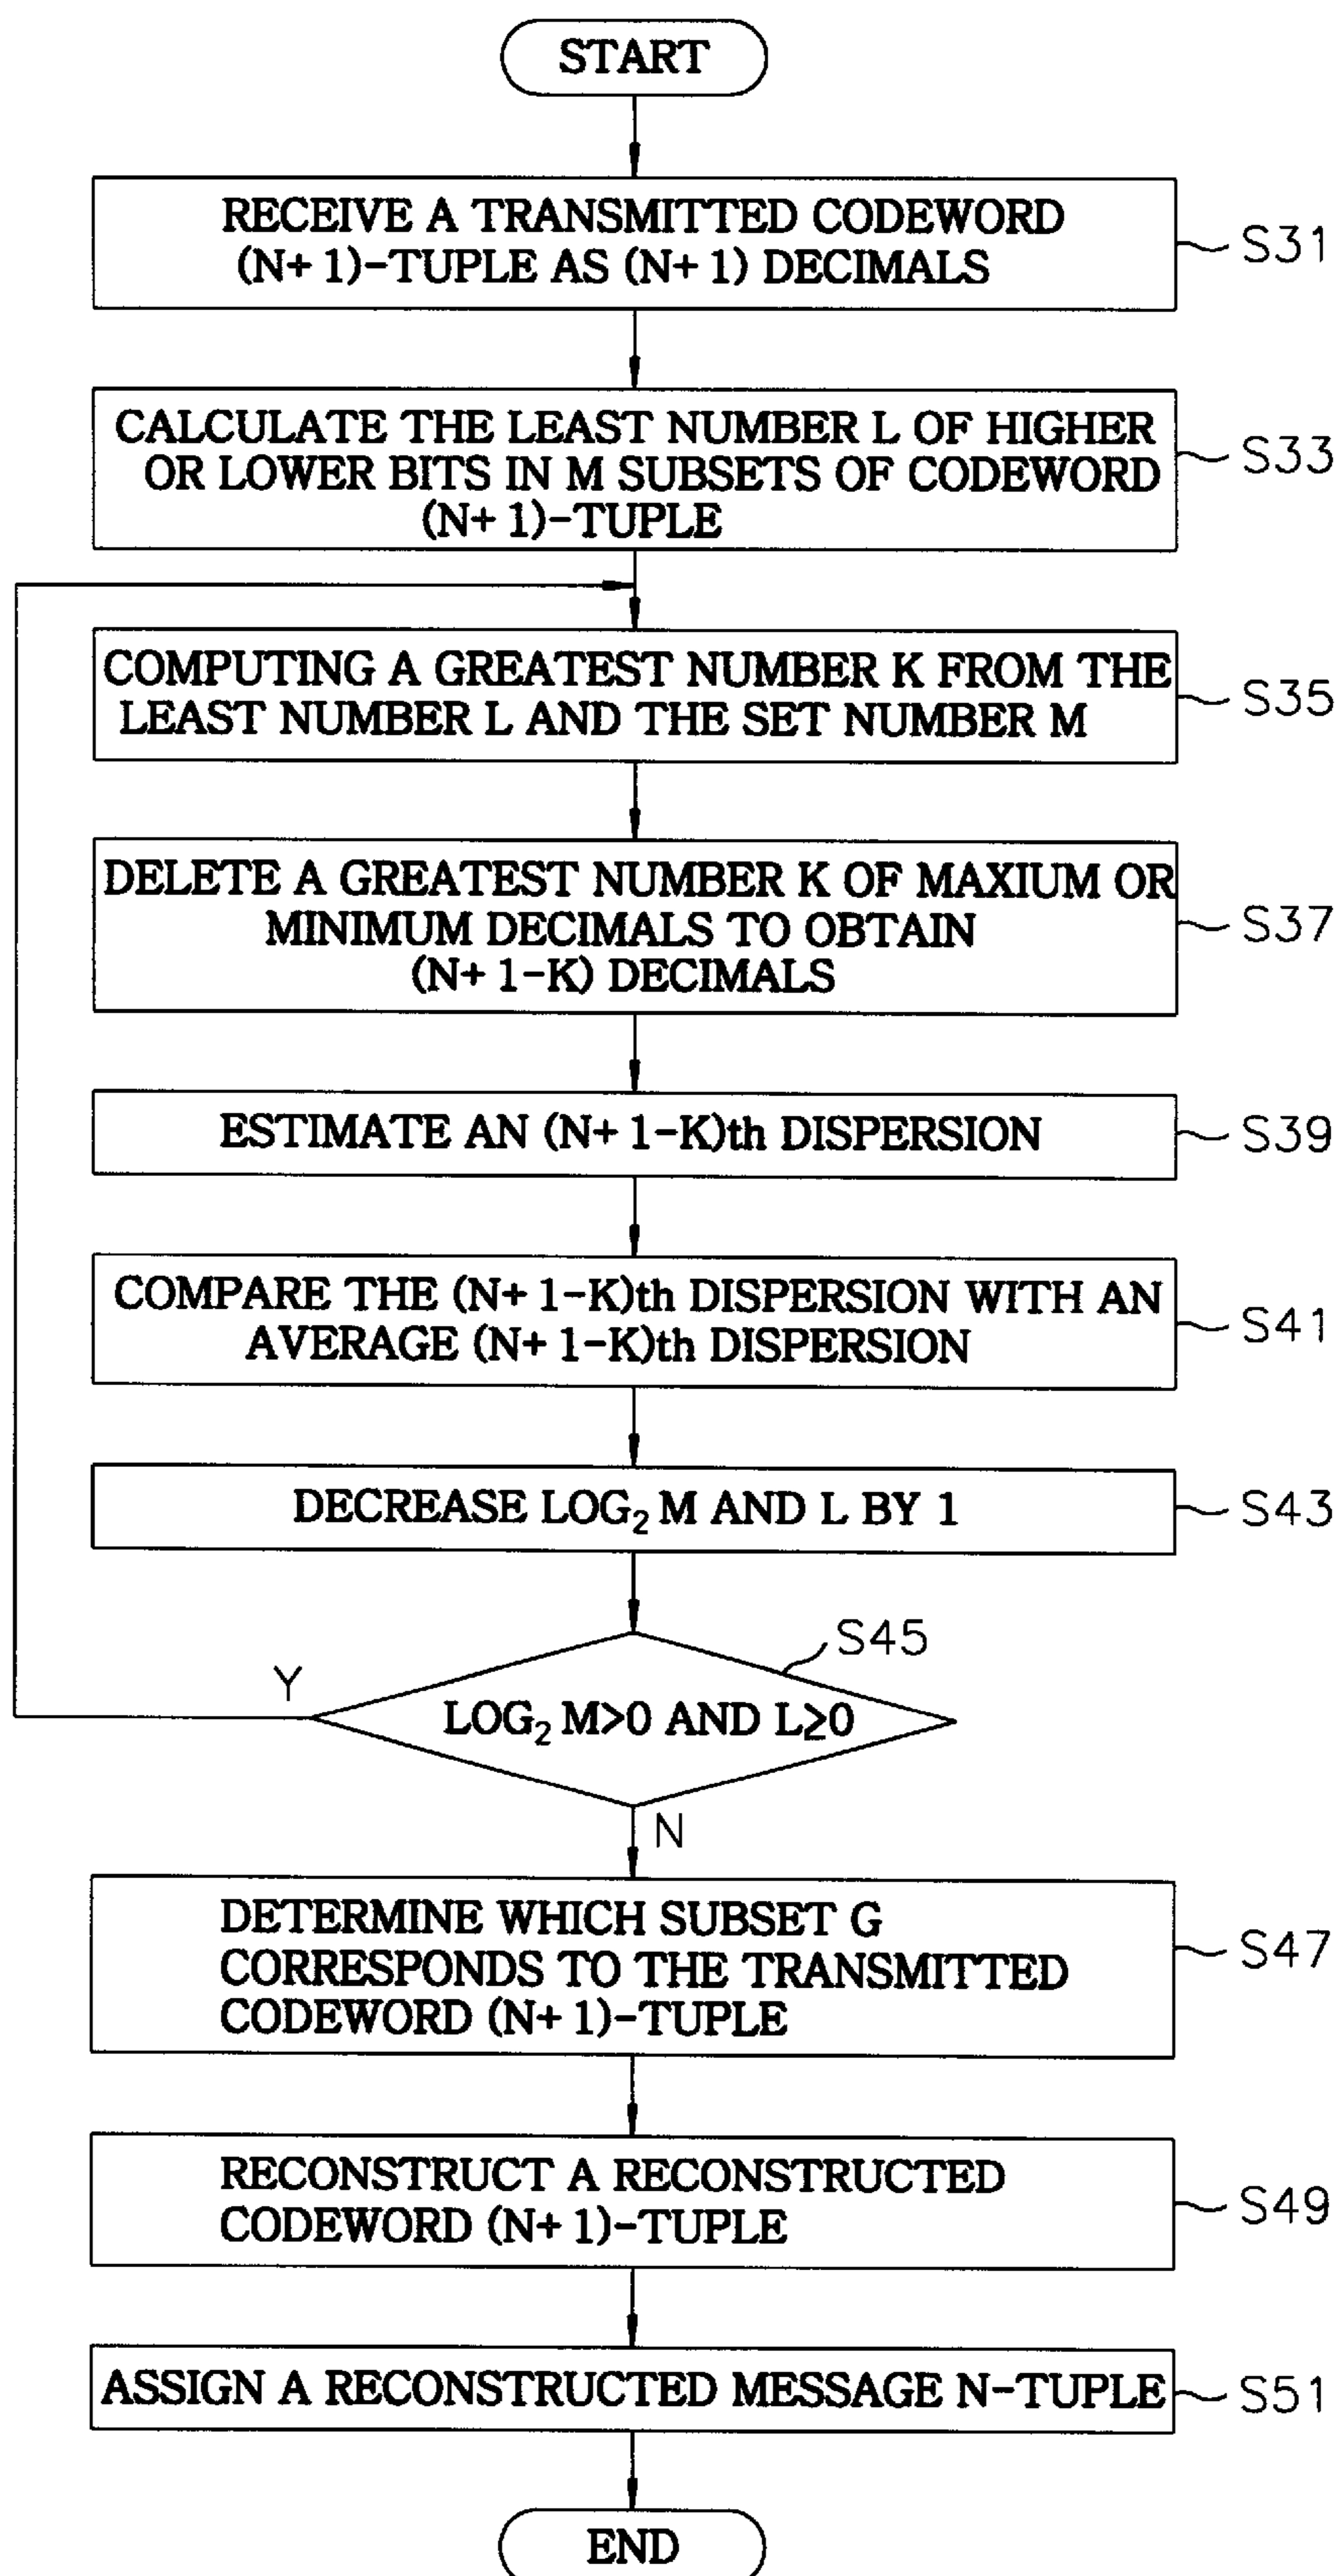 START
RECEIVE A TRANSMITTED CODEWORD
(N+1)-TUPLE AS (N+1) DECIMALS
S31
CALCULATE THE LEAST NUMBER L OF HIGHER
OR LOWER BITS IN M SUBSETS OF CODEWORD
(N+1)-TUPLE
S33
COMPUTING A GREATEST NUMBER K FROM THE
LEAST NUMBER L AND THE SET NUMBER M
S35
DELETE A GREATEST NUMBER K OF MAXIUM OR
MINIMUM DECIMALS TO OBTAIN
(N+1-K) DECIMALS
S37
ESTIMATE AN (N+1-K)th DISPERSION
S39
COMPARE THE (N+1-K)th DISPERSION WITH AN
AVERAGE (N+1-K)th DISPERSION
S41
DECREASE LOG₂ M AND L BY 1
S43
S45
Y
LOG₂ M>0 AND L≥0
N
DETERMINE WHICH SUBSET G
CORRESPONDS TO THE TRANSMITTED
CODEWORD (N+1)-TUPLE
S47
RECONSTRUCT A RECONSTRUCTED
CODEWORD (N+1)-TUPLE
S49
ASSIGN A RECONSTRUCTED MESSAGE N-TUPLE
S51
END